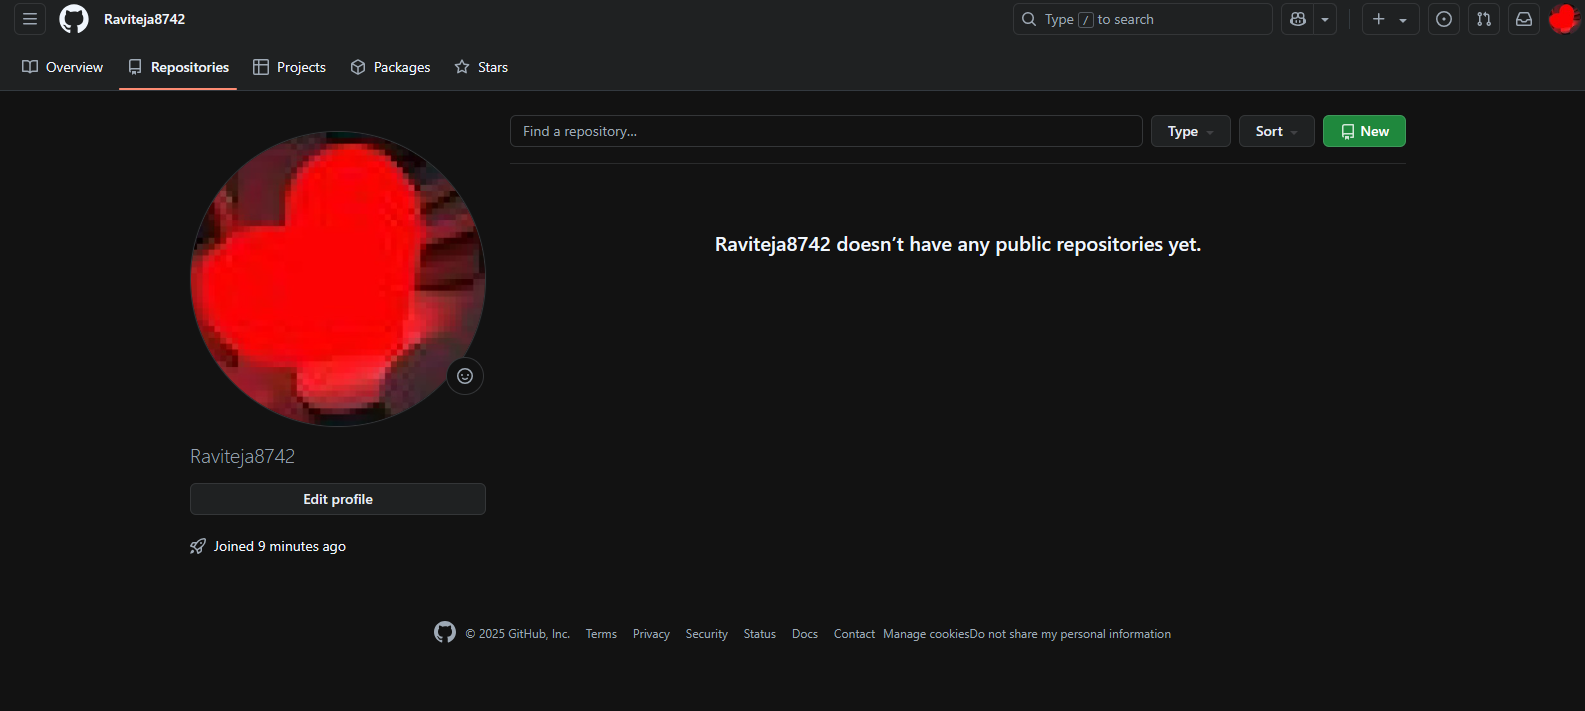 Raviteja8742
Type / to search
Overview Repositories Projects Packages Stars
Find a repository...
Type Sort New
Raviteja8742 doesn't have any public repositories yet.
Raviteja8742
Edit profile
Joined 9 minutes ago
© 2025 GitHub, Inc. Terms Privacy Security Status Docs Contact Manage cookiesDo not share my personal information